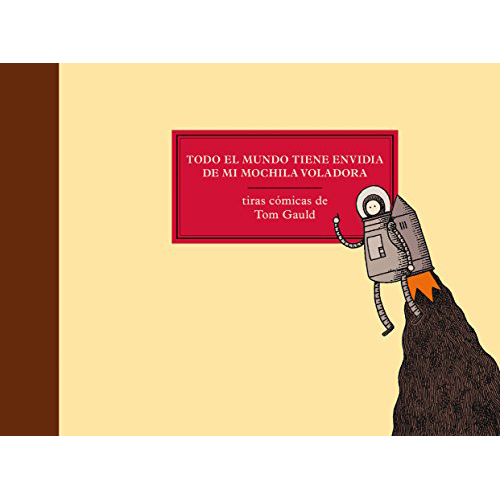 TODO EL MUNDO TIENE ENVIDIA
DE MI MOCHILA VOLADORA
tiras cómicas de
Tom Gauld